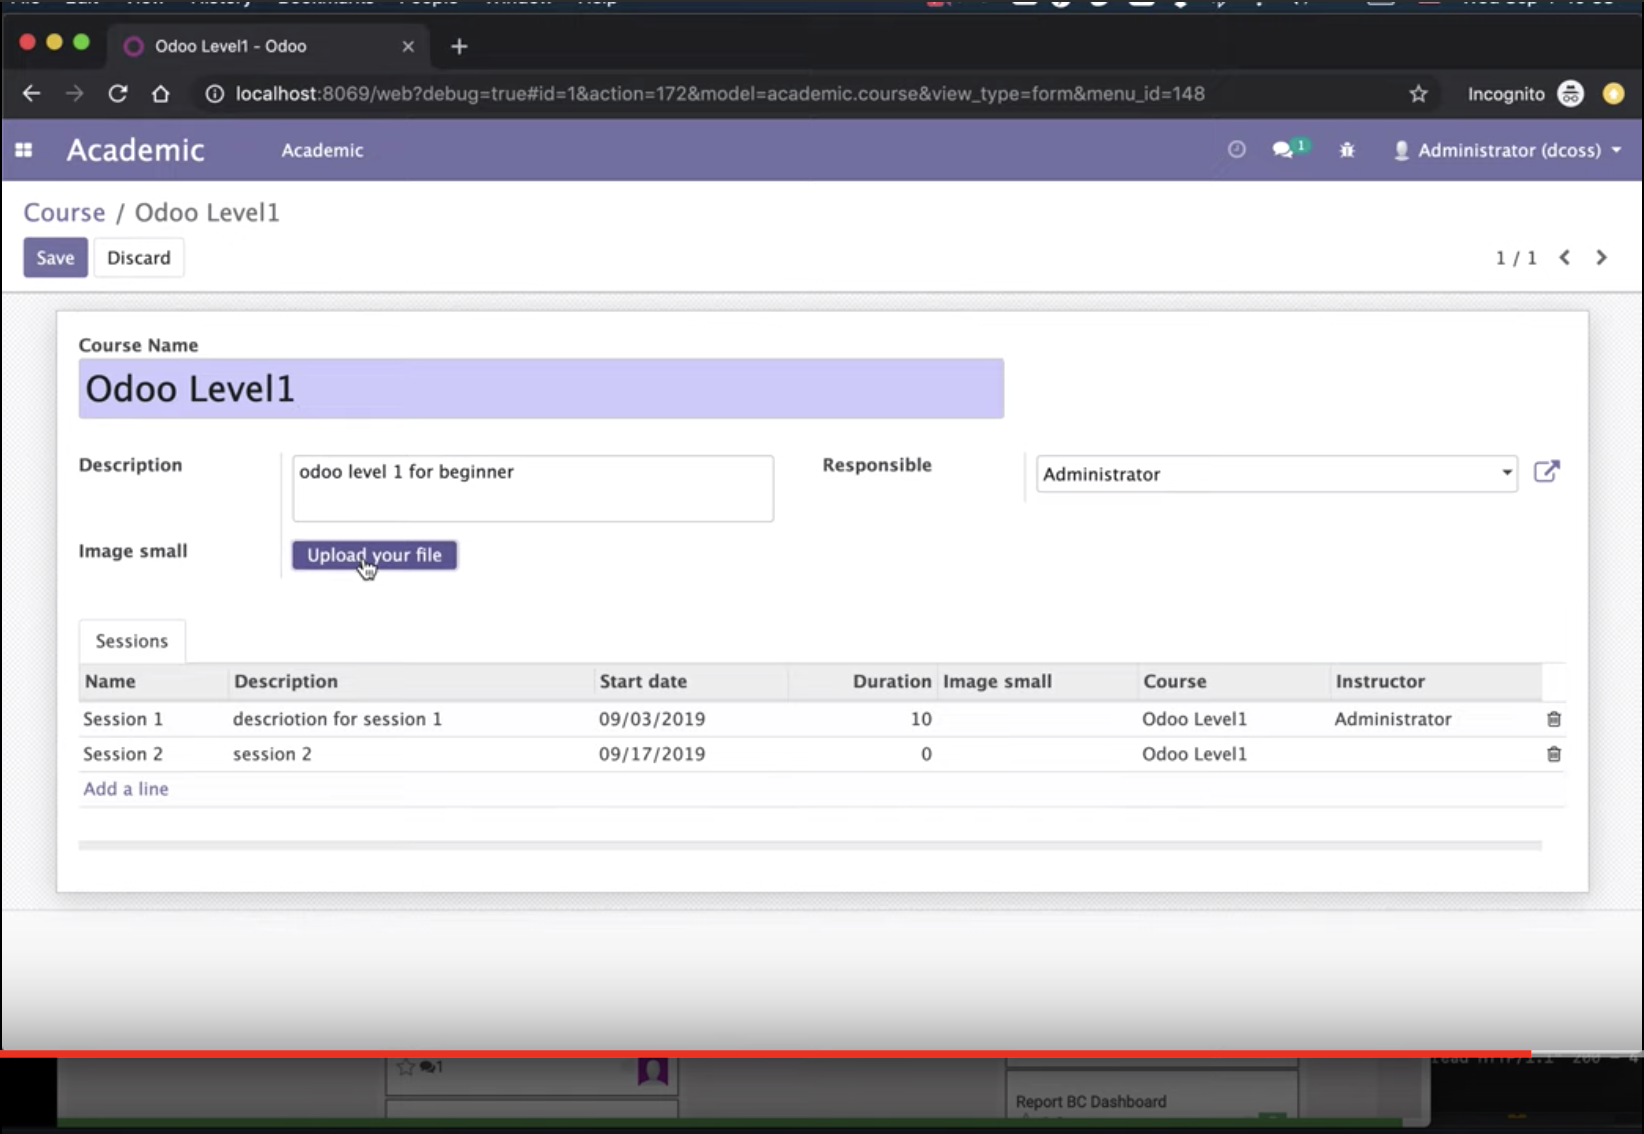 Odoo Level1 - Odoo
localhost:8069/web?debug=true#id=1&action=172&model=academic.course&view_type=form&menu_id=148
Incognito
Academic
Academic
1
Administrator (dcoss)
Course / Odoo Level1
Save
Discard
1 / 1
Course Name
Odoo Level1
Description
odoo level 1 for beginner
Responsible
Administrator
Image small
Upload your file
Sessions
Name Description Start date Duration Image small Course Instructor
Session 1 descriotion for session 1 09/03/2019 10 Odoo Level1 Administrator
Session 2 session 2 09/17/2019 0 Odoo Level1
Add a line
1
Report BC Dashboard